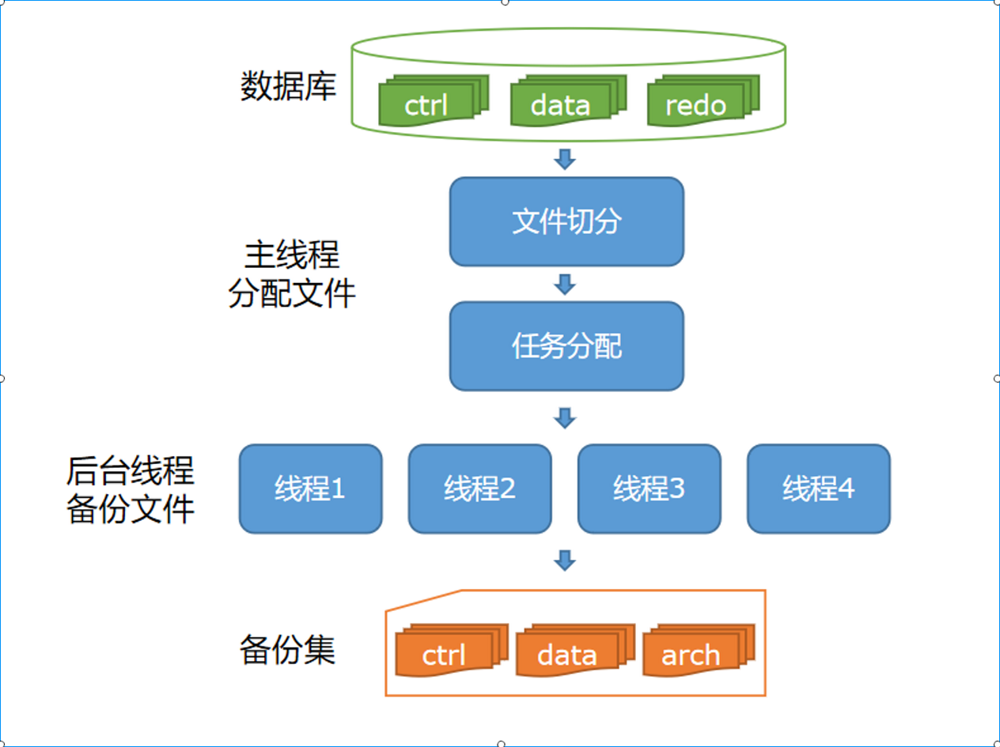 数据库
ctrl
data
redo
文件切分
主线程
分配文件
任务分配
后台线程
备份文件
线程1
线程2
线程3
线程4
备份集
ctrl
data
arch